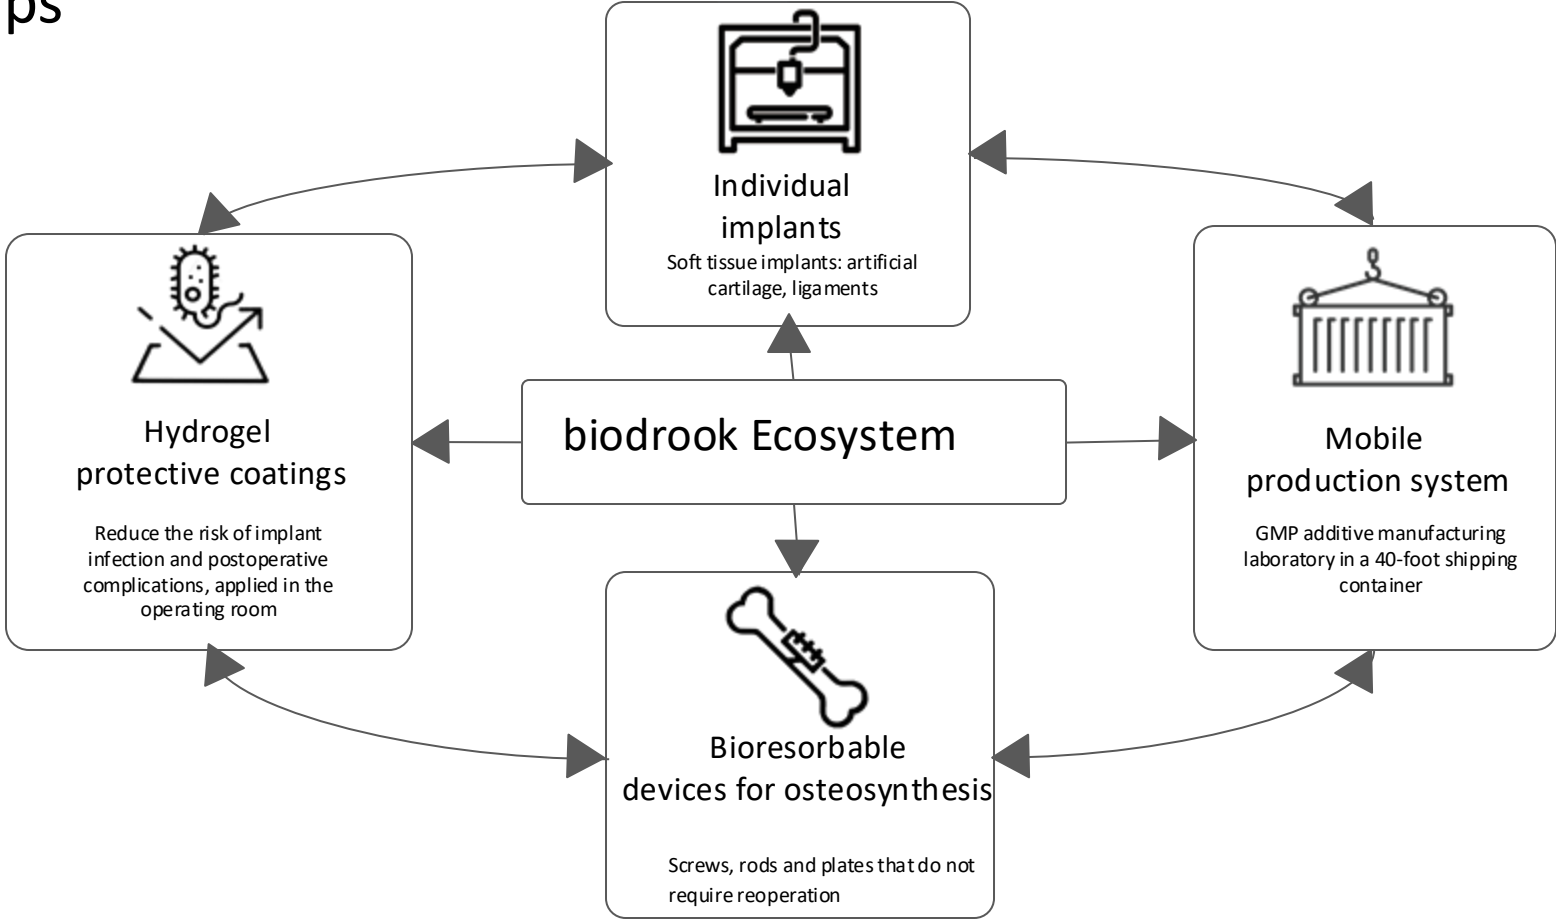 ps
Individual
implants
Soft tissue implants: artificial
cartilage, ligaments
Hydrogel
protective coatings
Reduce the risk of implant
infection and postoperative
complications, applied in the
operating room
biodrook Ecosystem
Mobile
production system
GMP additive manufacturing
laboratory in a 40-foot shipping
container
Bioresorbable
devices for osteosynthesis
Screws, rods and plates that do not
require reoperation